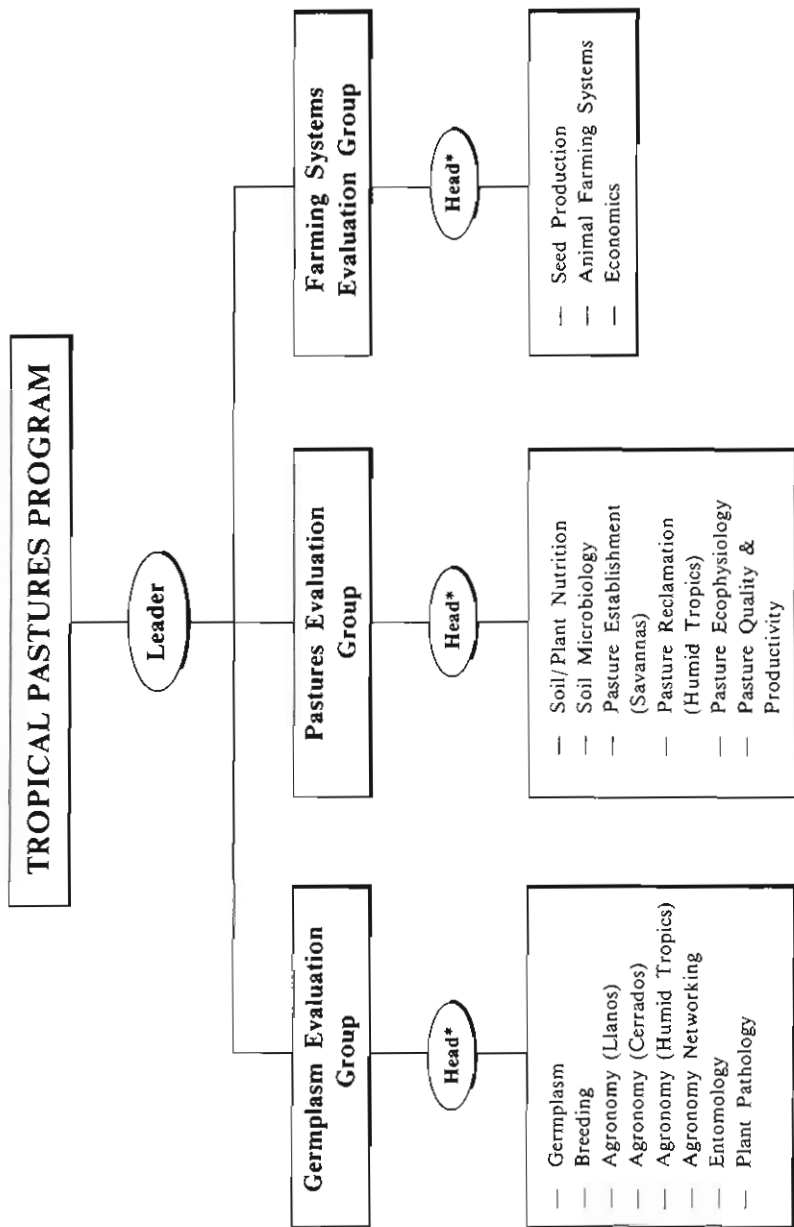 TROPICAL PASTURES PROGRAM
Leader
Germplasm Evaluation
Group
Head*
— Germplasm
— Breeding
— Agronomy (Llanos)
— Agronomy (Cerrados)
— Agronomy (Humid Tropics)
— Agronomy Networking
— Entomology
— Plant Pathology
Pastures Evaluation
Group
Head*
— Soil/Plant Nutrition
— Soil Microbiology
— Pasture Establishment
(Savannas)
— Pasture Reclamation
(Humid Tropics)
— Pasture Ecophysiology
— Pasture Quality &
Productivity
Farming Systems
Evaluation Group
Head*
— Seed Production
— Animal Farming Systems
— Economics